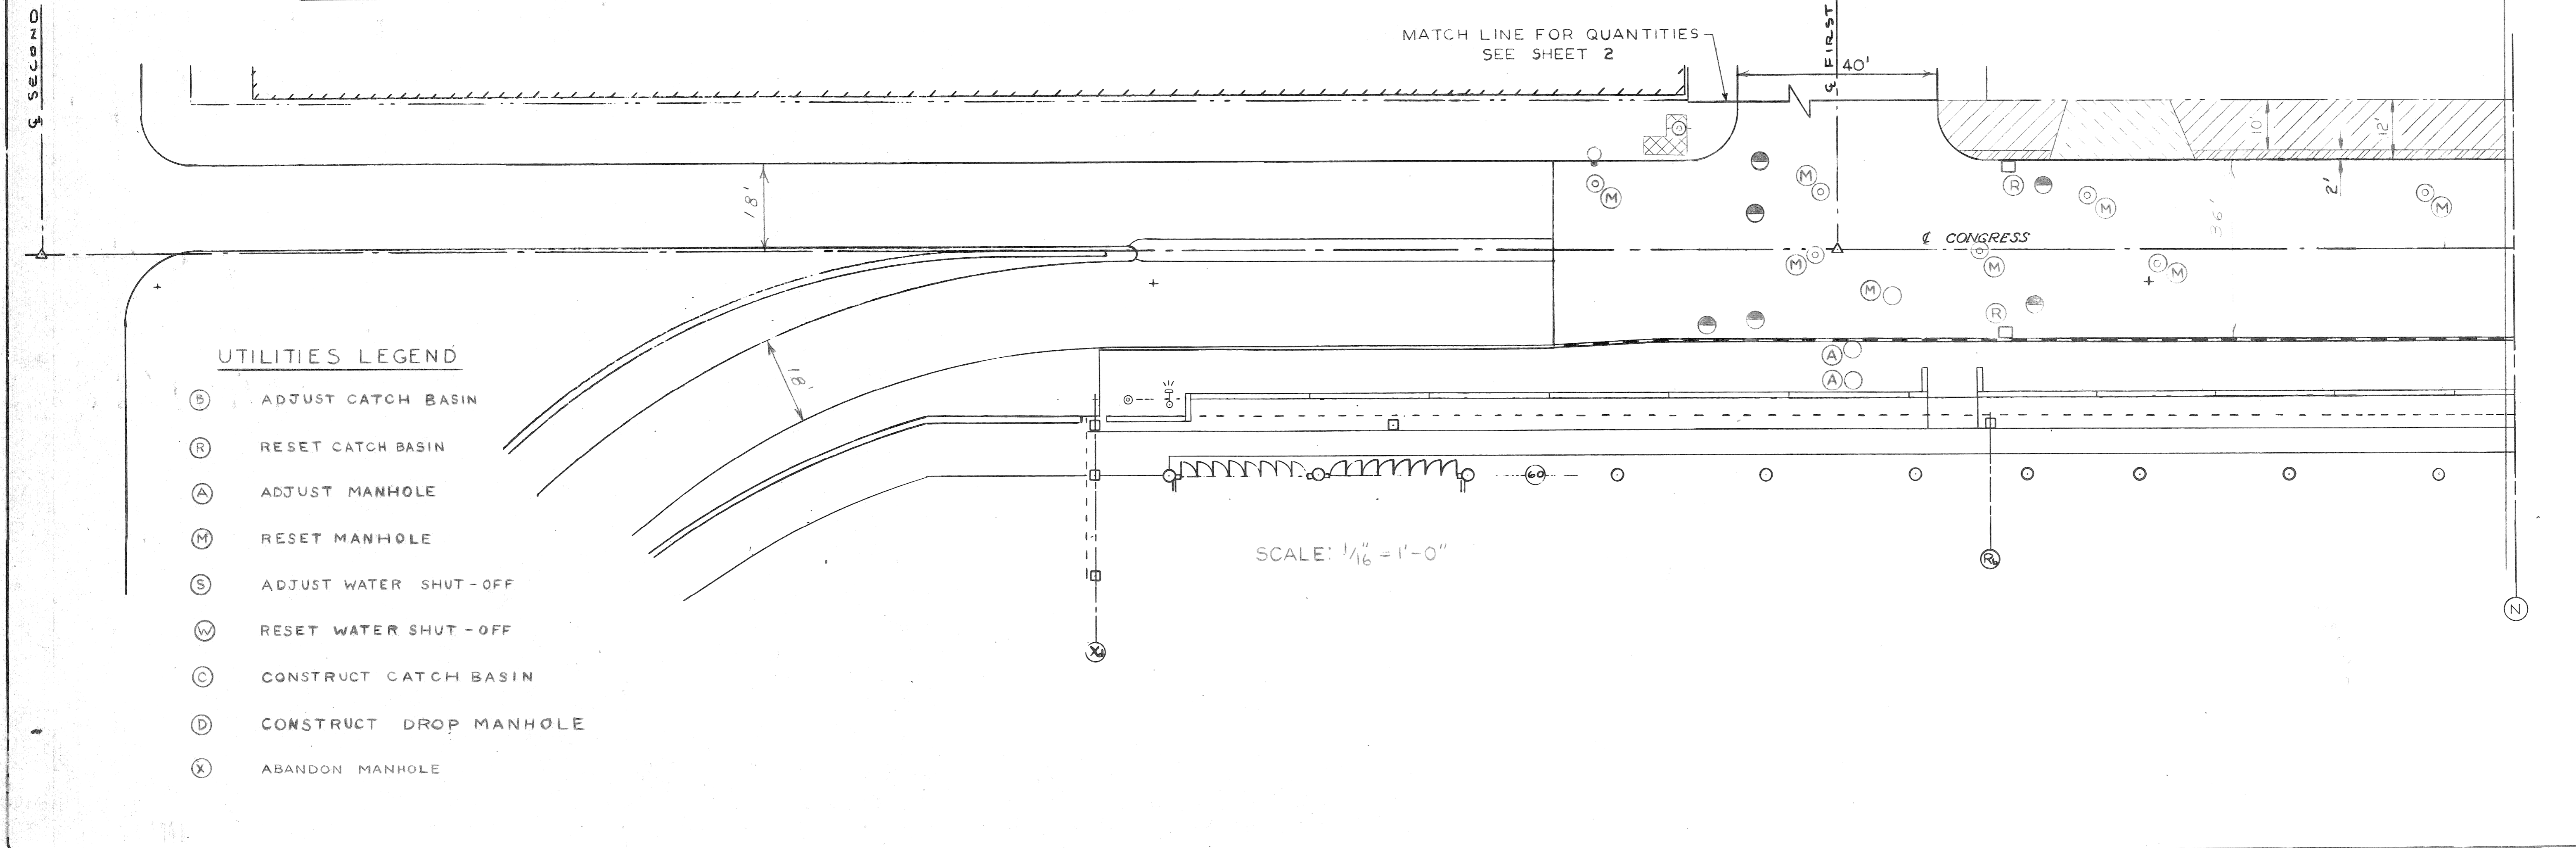 ℄ SECOND
MATCH LINE FOR QUANTITIES
SEE SHEET 2
℄ FIRST
40'
10'
12'
2'
18'
36'
M
M
R
M
M
℄ CONGRESS
M
M
M
M
R
A
A
18'
UTILITIES LEGEND
B ADJUST CATCH BASIN
R RESET CATCH BASIN
A ADJUST MANHOLE
M RESET MANHOLE
S ADJUST WATER SHUT-OFF
W RESET WATER SHUT-OFF
C CONSTRUCT CATCH BASIN
D CONSTRUCT DROP MANHOLE
X ABANDON MANHOLE
60
SCALE: 1/16" = 1'-0"
N